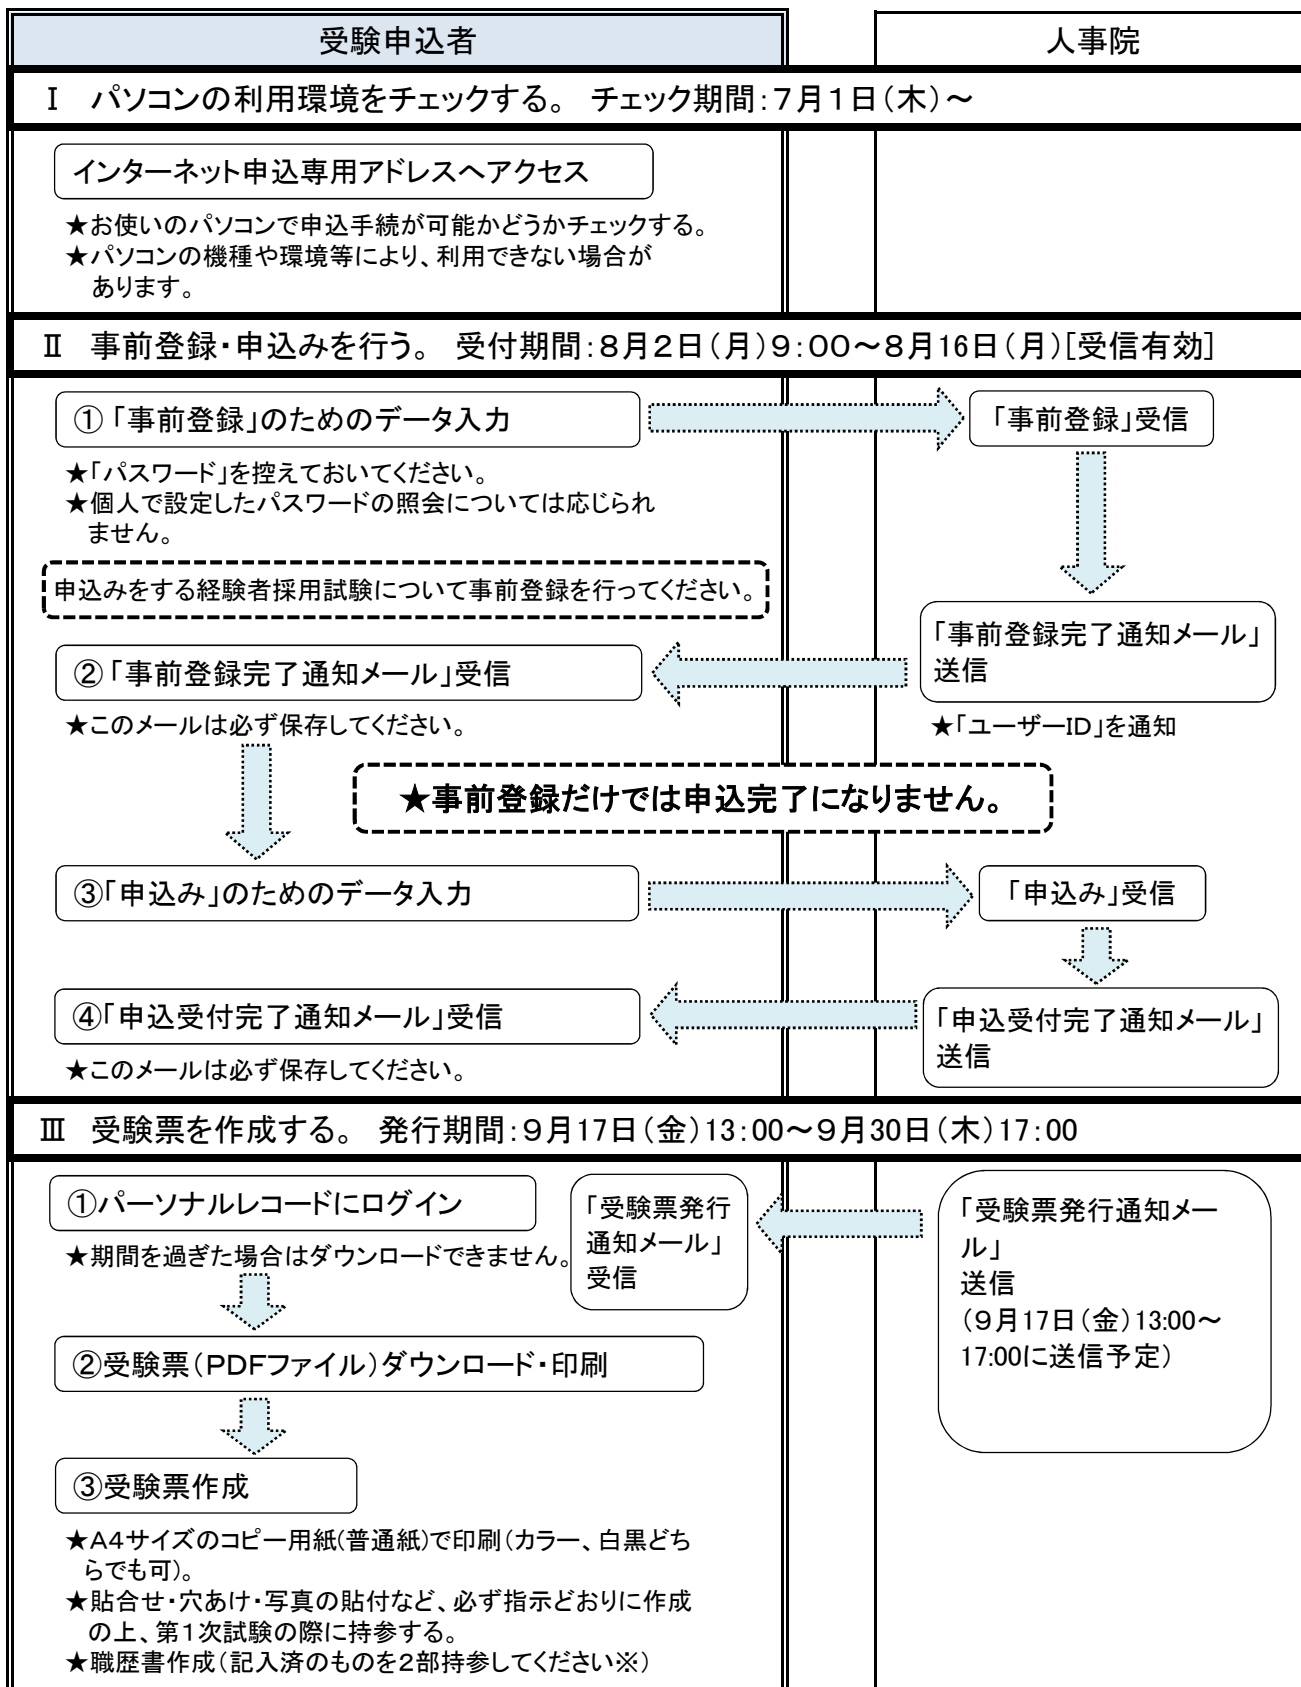 受験申込者
人事院
Ⅰ　パソコンの利用環境をチェックする。　チェック期間：７月１日（木）～
インターネット申込専用アドレスへアクセス
★お使いのパソコンで申込手続が可能かどうかチェックする。
★パソコンの機種や環境等により、利用できない場合が
あります。
Ⅱ　事前登録・申込みを行う。　受付期間：８月２日（月）９：００～８月16日（月）[受信有効]
①「事前登録」のためのデータ入力
「事前登録」受信
★「パスワード」を控えておいてください。
★個人で設定したパスワードの照会については応じられ
ません。
申込みをする経験者採用試験について事前登録を行ってください。
「事前登録完了通知メール」
送信
②「事前登録完了通知メール」受信
★このメールは必ず保存してください。
★「ユーザーID」を通知
★事前登録だけでは申込完了になりません。
③「申込み」のためのデータ入力
「申込み」受信
④「申込受付完了通知メール」受信
「申込受付完了通知メール」
送信
★このメールは必ず保存してください。
Ⅲ　受験票を作成する。　発行期間：９月17日（金）13：00～９月30日（木）17：00
①パーソナルレコードにログイン
★期間を過ぎた場合はダウンロードできません。
「受験票発行
通知メール」
受信
「受験票発行通知メー
ル」
送信
（９月17日（金）13:00～
17:00に送信予定）
②受験票（PDFファイル）ダウンロード・印刷
③受験票作成
★A4サイズのコピー用紙(普通紙)で印刷（カラー、白黒どち
らでも可）。
★貼合せ・穴あけ・写真の貼付など、必ず指示どおりに作成
の上、第１次試験の際に持参する。
★職歴書作成（記入済のものを２部持参してください※）